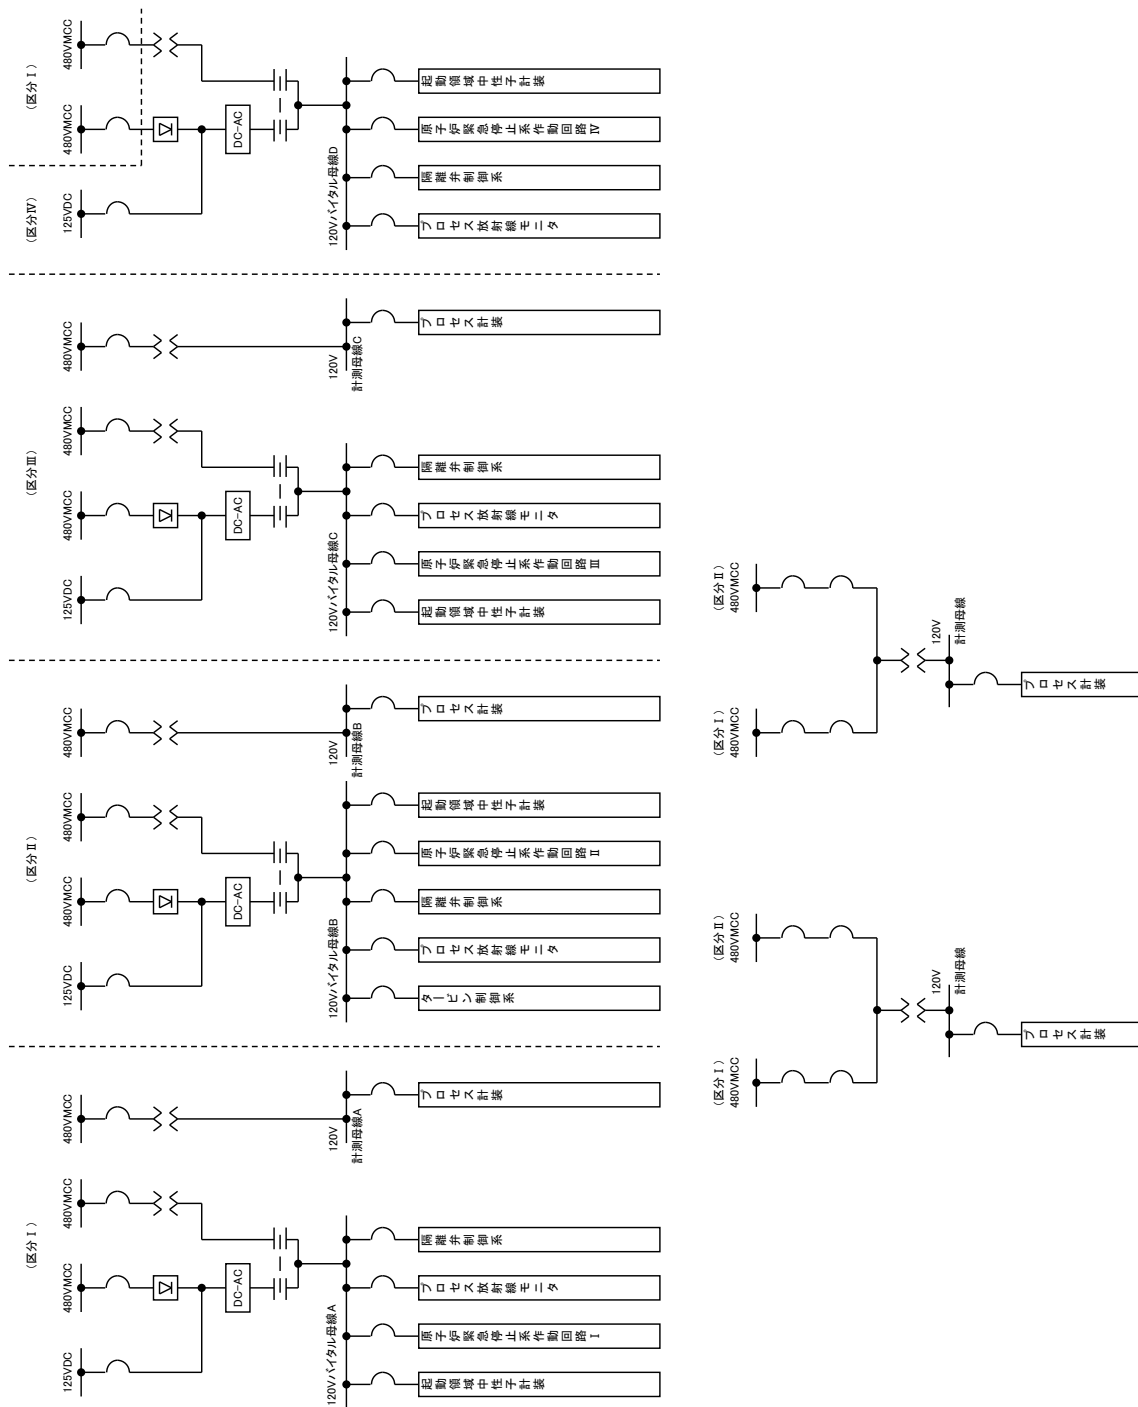 (区分Ⅰ)
125VDC
480VMCC
480VMCC
480VMCC
DC-AC
120Vバイタル母線A
120V
計測母線A
起動領域中性子計装
原子炉緊急停止系作動回路Ⅰ
プロセス放射線モニタ
隔離弁制御系
プロセス計装
(区分Ⅱ)
125VDC
480VMCC
480VMCC
480VMCC
DC-AC
120Vバイタル母線B
120V
計測母線B
タービン制御系
プロセス放射線モニタ
隔離弁制御系
原子炉緊急停止系作動回路Ⅱ
起動領域中性子計装
プロセス計装
(区分Ⅲ)
125VDC
480VMCC
480VMCC
480VMCC
DC-AC
120Vバイタル母線C
120V
計測母線C
起動領域中性子計装
原子炉緊急停止系作動回路Ⅲ
プロセス放射線モニタ
隔離弁制御系
プロセス計装
(区分Ⅳ)
(区分Ⅰ)
125VDC
480VMCC
480VMCC
DC-AC
120Vバイタル母線D
プロセス放射線モニタ
隔離弁制御系
原子炉緊急停止系作動回路Ⅳ
起動領域中性子計装
(区分Ⅰ)
480VMCC
(区分Ⅱ)
480VMCC
120V
計測母線
プロセス計装
(区分Ⅰ)
480VMCC
(区分Ⅱ)
480VMCC
120V
計測母線
プロセス計装